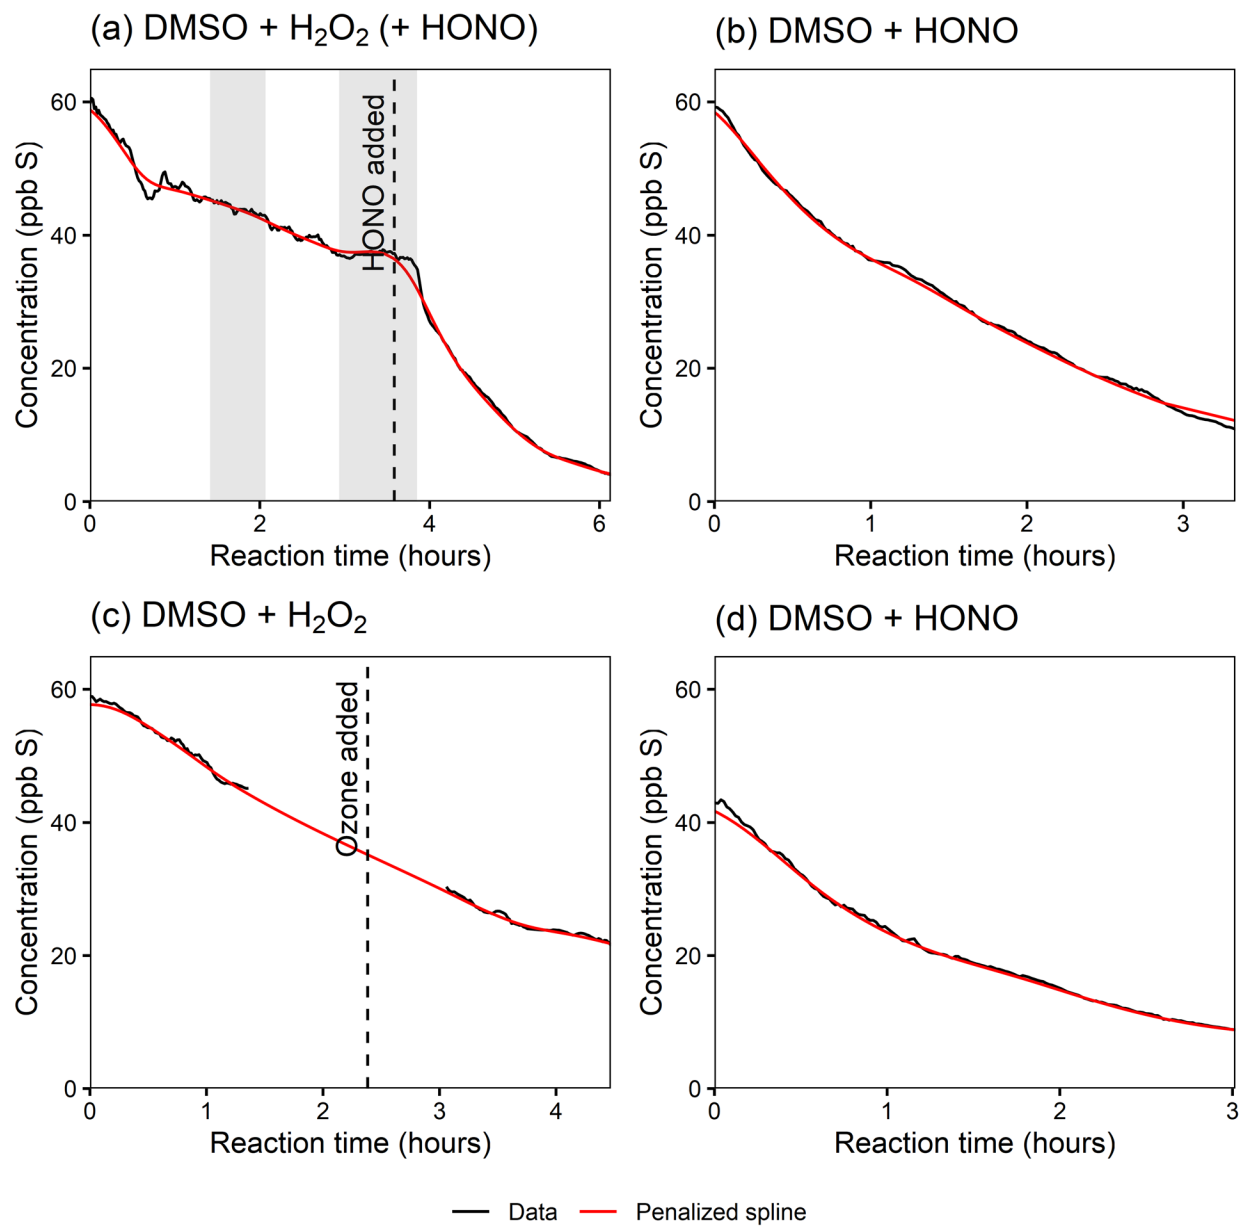 (a) DMSO + H₂O₂ (+ HONO)
Concentration (ppb S)
60
40
20
0
HONO added
0 2 4 6
Reaction time (hours)
(b) DMSO + HONO
Concentration (ppb S)
60
40
20
0
0 1 2 3
Reaction time (hours)
(c) DMSO + H₂O₂
Concentration (ppb S)
60
40
20
0
Ozone added
0 1 2 3 4
Reaction time (hours)
(d) DMSO + HONO
Concentration (ppb S)
60
40
20
0
0 1 2 3
Reaction time (hours)
Data Penalized spline